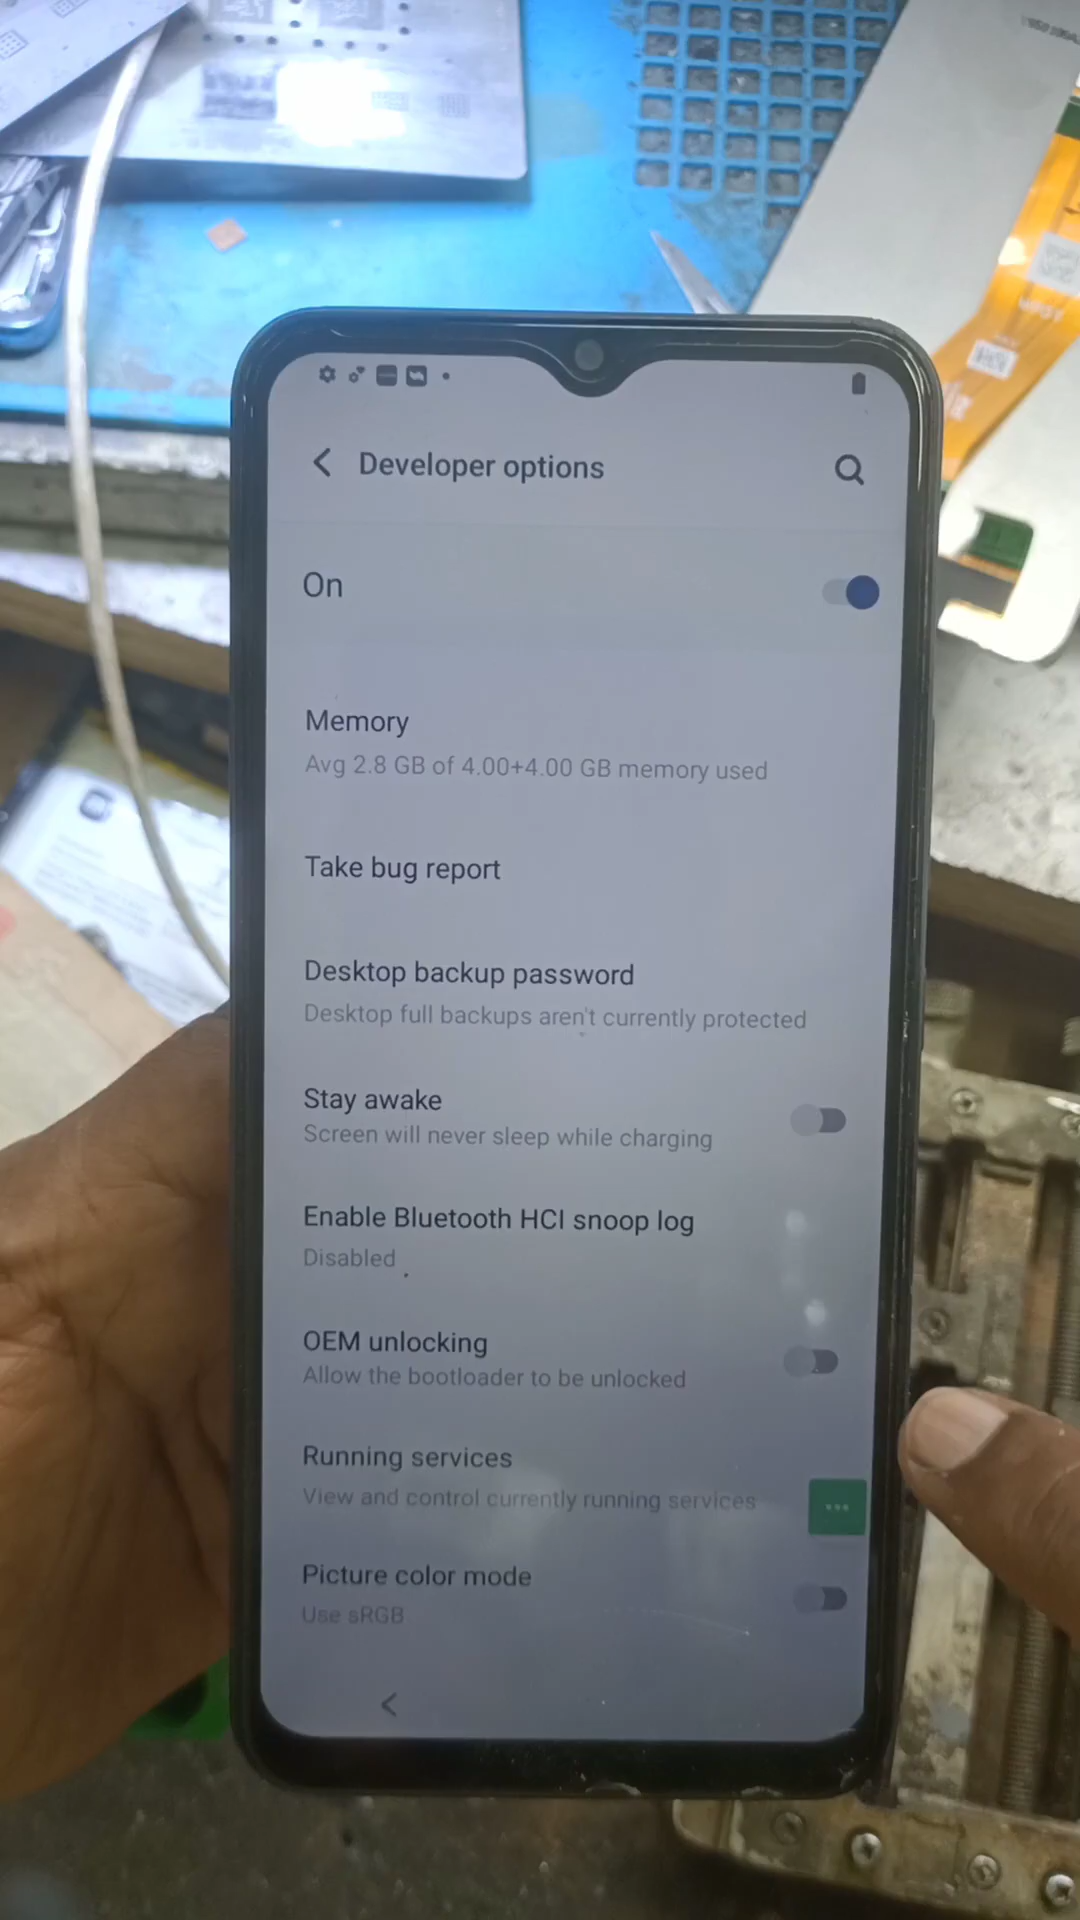 Developer options
On
Memory
Avg 2.8 GB of 4.00+4.00 GB memory used
Take bug report
Desktop backup password
Desktop full backups aren't currently protected
Stay awake
Screen will never sleep while charging
Enable Bluetooth HCI snoop log
Disabled
OEM unlocking
Allow the bootloader to be unlocked
Running services
View and control currently running services
Picture color mode
Use sRGB